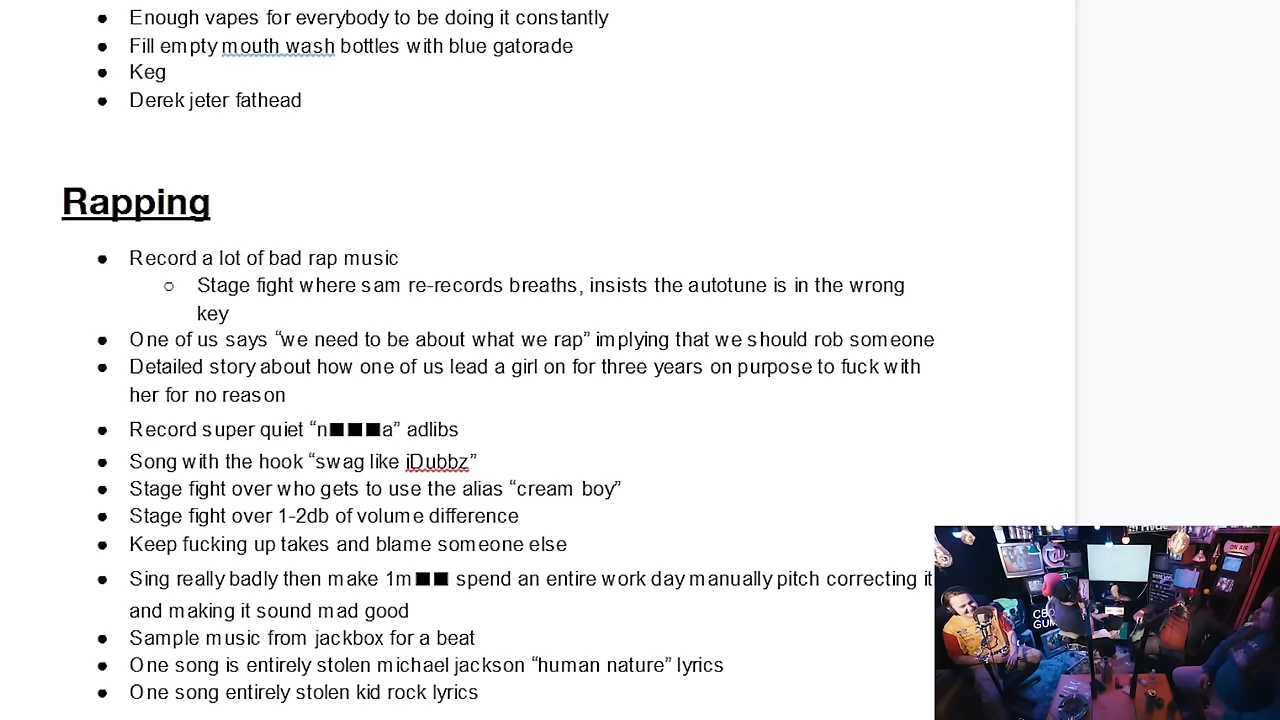 Enough vapes for everybody to be doing it constantly
Fill empty mouth wash bottles with blue gatorade
Keg
Derek jeter fathead
Rapping
Record a lot of bad rap music
Stage fight where sam re-records breaths, insists the autotune is in the wrong
key
One of us says “we need to be about what we rap” implying that we should rob someone
Detailed story about how one of us lead a girl on for three years on purpose to fuck with
her for no reason
Record super quiet “n■■■a” adlibs
Song with the hook “swag like iDubbz”
Stage fight over who gets to use the alias “cream boy”
Stage fight over 1-2db of volume difference
Keep fucking up takes and blame someone else
Sing really badly then make 1m■■ spend an entire work day manually pitch correcting it
and making it sound mad good
Sample music from jackbox for a beat
One song is entirely stolen michael jackson “human nature” lyrics
One song entirely stolen kid rock lyrics
ON AIR